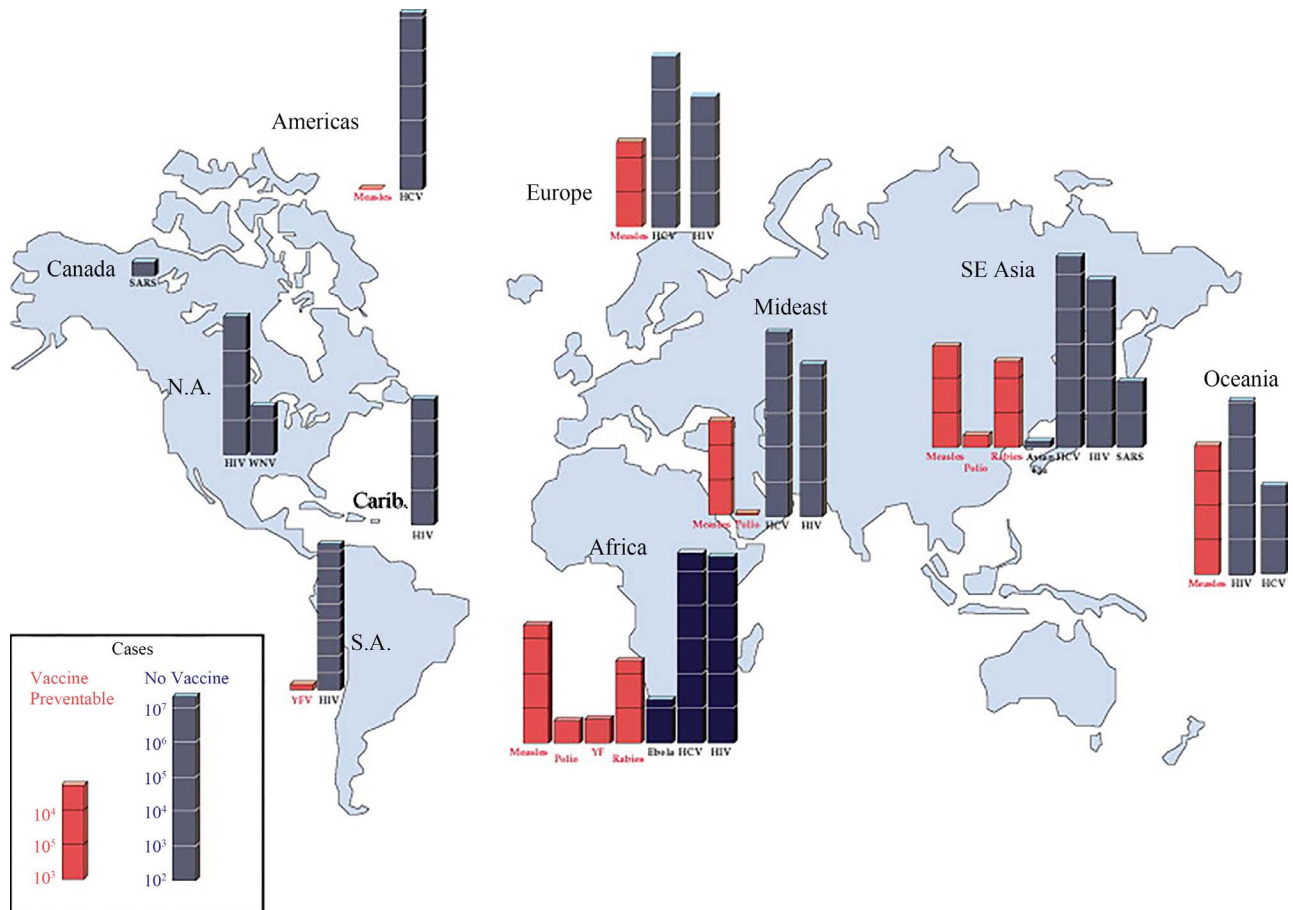 Americas
Measles HCV
Europe
Measles HCV HIV
Canada
SARS
SE Asia
Measles Polio Rabies HCV HIV SARS
Mideast
Measles Polio HCV HIV
N.A.
HIV WNV
Oceania
Measles HIV HCV
Carib.
HIV
Africa
Measles Polio YF Rabies Ebola HCV HIV
S.A.
YFV HIV
Cases
Vaccine
Preventable
No Vaccine
10⁴
10⁵
10³
10⁷
10⁶
10⁵
10⁴
10³
10²